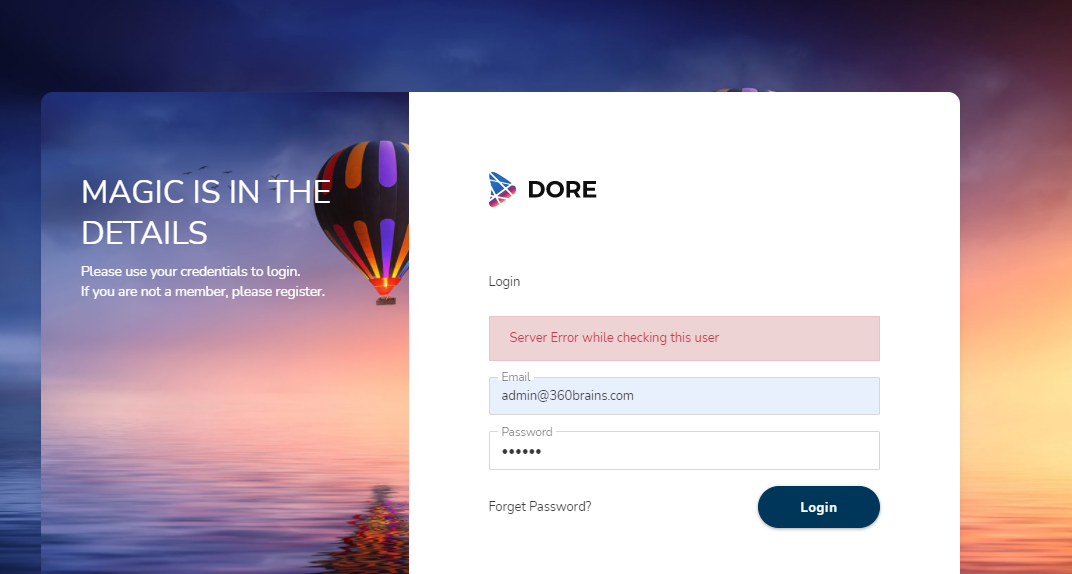 MAGIC IS IN THE
DETAILS
Please use your credentials to login.
If you are not a member, please register.
DORE
Login
Server Error while checking this user
Email
admin@360brains.com
Password
••••••
Forget Password?
Login